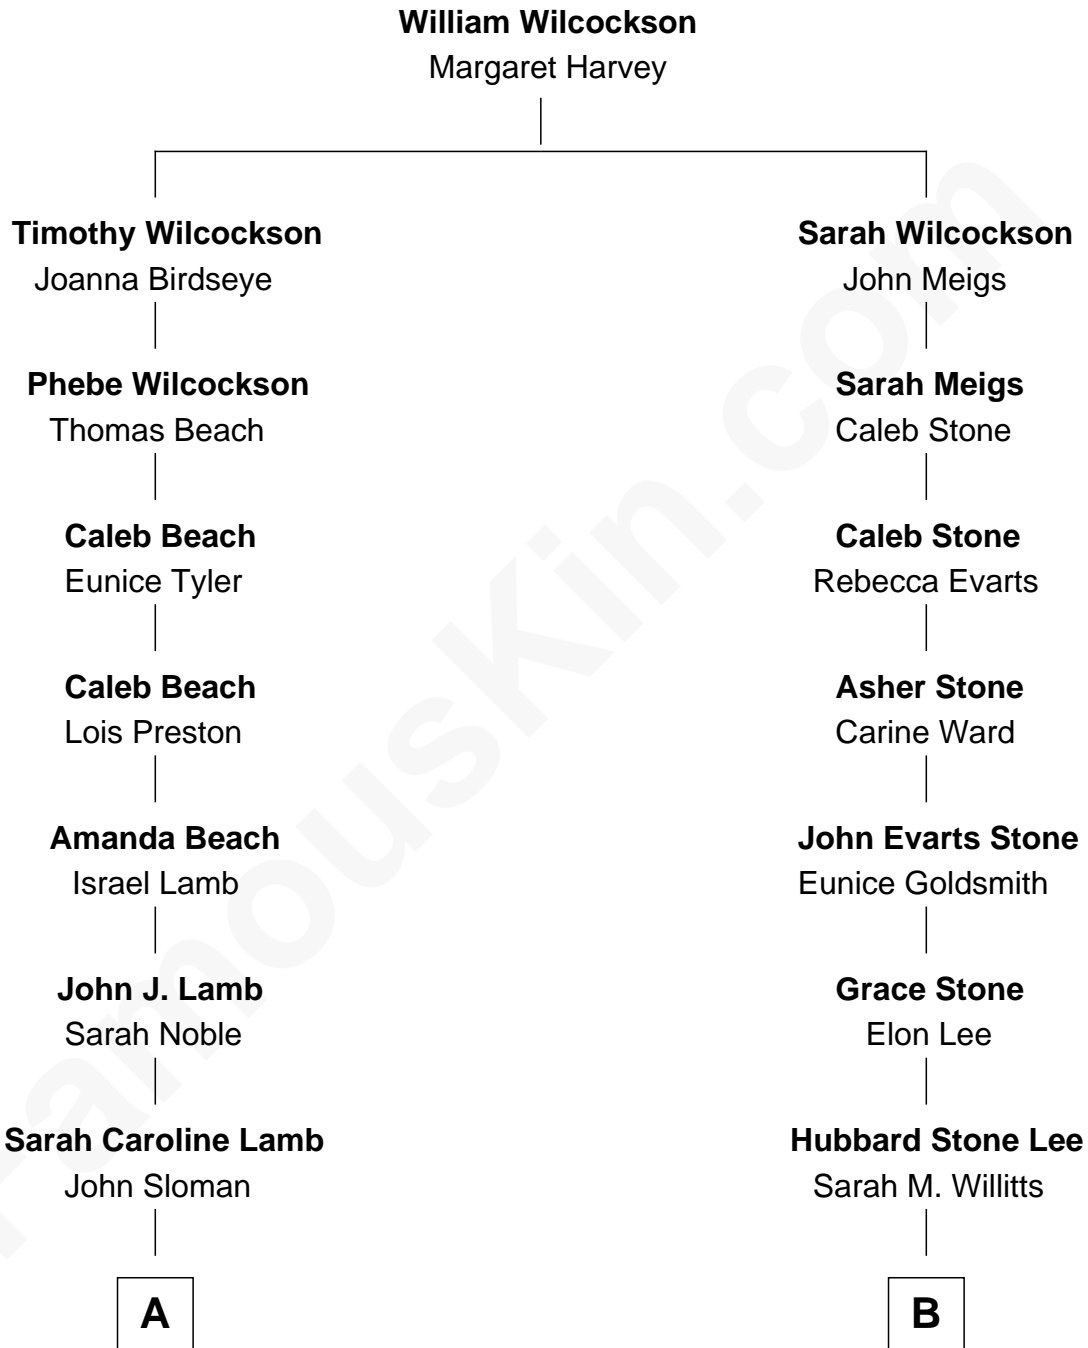 William Wilcockson
Margaret Harvey
Timothy Wilcockson
Joanna Birdseye
Phebe Wilcockson
Thomas Beach
Caleb Beach
Eunice Tyler
Caleb Beach
Lois Preston
Amanda Beach
Israel Lamb
John J. Lamb
Sarah Noble
Sarah Caroline Lamb
John Sloman
A
Sarah Wilcockson
John Meigs
Sarah Meigs
Caleb Stone
Caleb Stone
Rebecca Evarts
Asher Stone
Carine Ward
John Evarts Stone
Eunice Goldsmith
Grace Stone
Elon Lee
Hubbard Stone Lee
Sarah M. Willitts
B
FamousKin.com